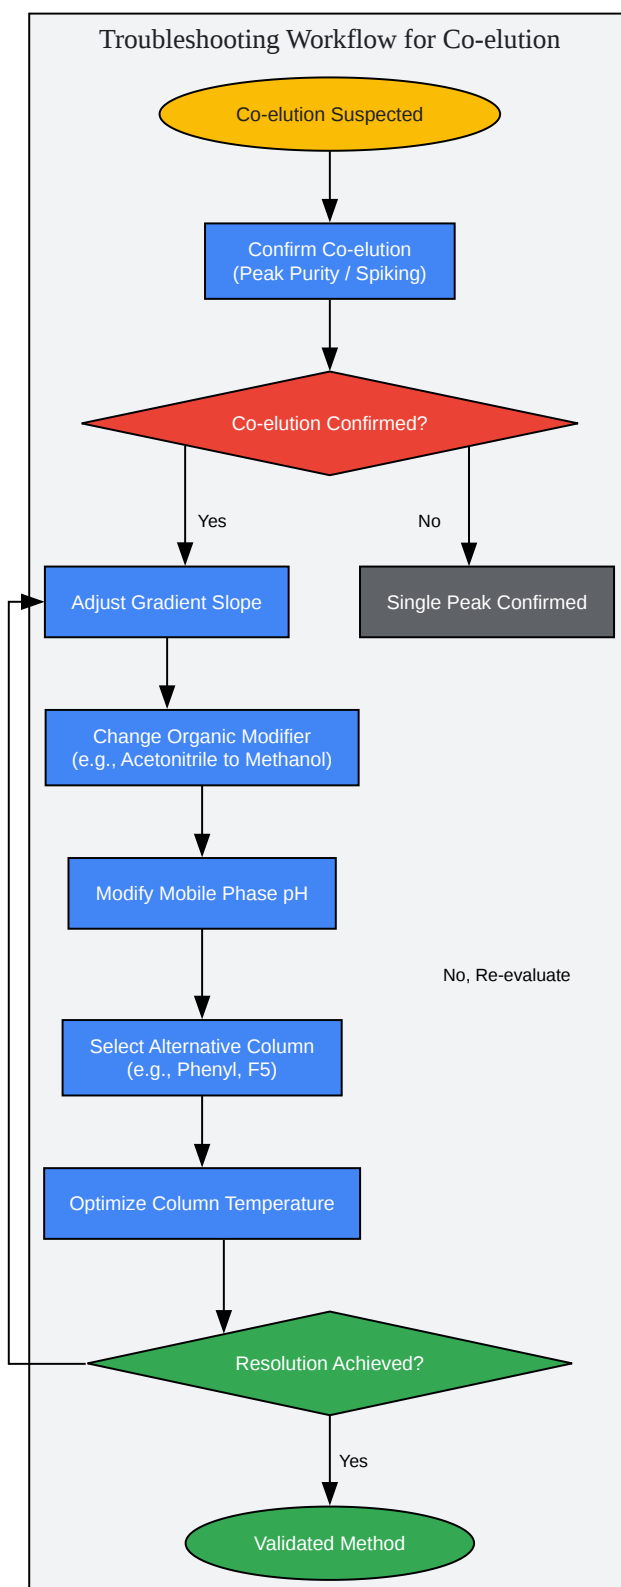 Troubleshooting Workflow for Co-elution
Co-elution Suspected
Confirm Co-elution
(Peak Purity / Spiking)
Co-elution Confirmed?
Yes
No
Adjust Gradient Slope
Single Peak Confirmed
Change Organic Modifier
(e.g., Acetonitrile to Methanol)
Modify Mobile Phase pH
No, Re-evaluate
Select Alternative Column
(e.g., Phenyl, F5)
Optimize Column Temperature
Resolution Achieved?
Yes
Validated Method